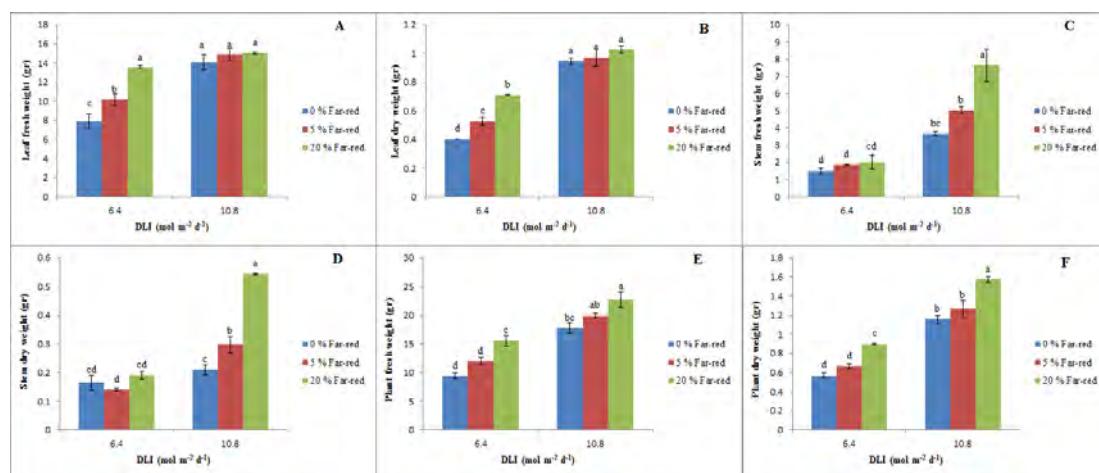 A
Leaf fresh weight (gr)
18
16
14
12
10
8
6
4
2
0
c
b
a
a
a
a
0 % Far-red
5 % Far-red
20 % Far-red
6.4
10.8
DLI (mol m⁻² d⁻¹)
B
Leaf dry weight (gr)
1.2
1
0.8
0.6
0.4
0.2
0
d
c
b
a
a
a
0 % Far-red
5 % Far-red
20 % Far-red
6.4
10.8
DLI (mol m⁻² d⁻¹)
C
Stem fresh weight (gr)
10
9
8
7
6
5
4
3
2
1
0
d
d
cd
bc
b
a
0 % Far-red
5 % Far-red
20 % Far-red
6.4
10.8
DLI (mol m⁻² d⁻¹)
D
Stem dry weight (gr)
0.6
0.5
0.4
0.3
0.2
0.1
0
cd
d
cd
c
b
a
0 % Far-red
5 % Far-red
20 % Far-red
6.4
10.8
DLI (mol m⁻² d⁻¹)
E
Plant fresh weight (gr)
30
25
20
15
10
5
0
d
d
c
bc
ab
a
0 % Far-red
5 % Far-red
20 % Far-red
6.4
10.8
DLI (mol m⁻² d⁻¹)
F
Plant dry weight (gr)
1.8
1.6
1.4
1.2
1
0.8
0.6
0.4
0.2
0
d
d
c
b
b
a
0 % Far-red
5 % Far-red
20 % Far-red
6.4
10.8
DLI (mol m⁻² d⁻¹)